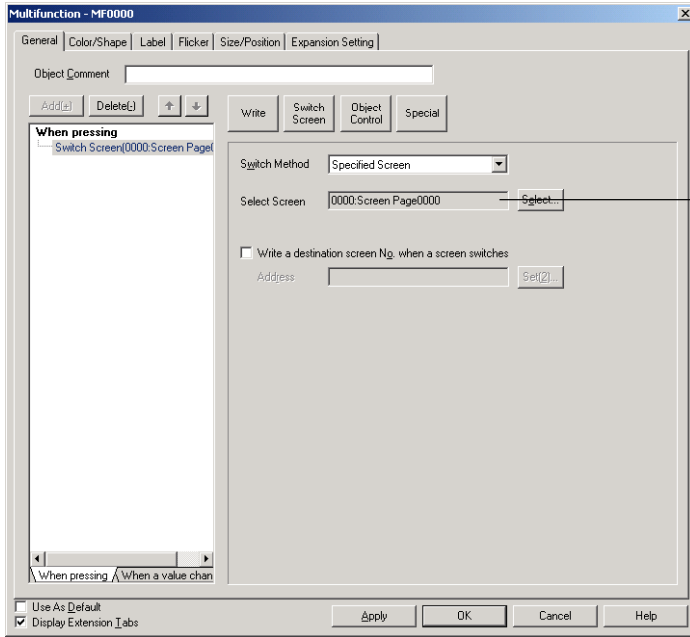 Multifunction - MF0000
General Color/Shape Label Flicker Size/Position Expansion Setting
Object Comment
Add(+) Delete(-)
Write Switch Screen Object Control Special
When pressing
Switch Screen(0000:Screen Page(
Switch Method Specified Screen
Select Screen 0000:Screen Page0000 Select...
Write a destination screen No. when a screen switches
Address Set(2)...
When pressing When a value chan
Use As Default
Display Extension Tabs
Apply OK Cancel Help